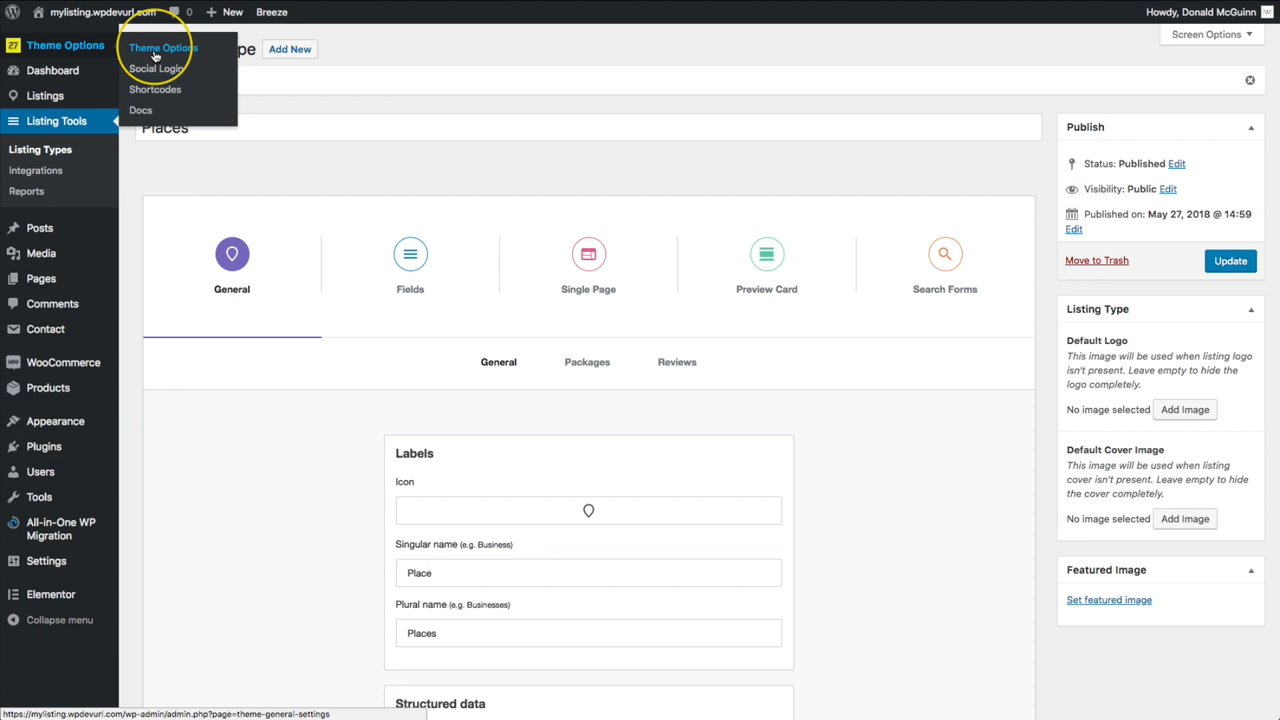 mylisting.wpdevurl.com 0 New Breeze Howdy, Donald McGuinn
27 Theme Options
Theme Options
Social Login
Shortcodes
Docs
pe Add New Screen Options
Dashboard
Listings
Listing Tools
Listing Types
Integrations
Reports
Posts
Media
Pages
Comments
Contact
WooCommerce
Products
Appearance
Plugins
Users
Tools
All-in-One WP
Migration
Settings
Elementor
Collapse menu
Places
General
Fields
Single Page
Preview Card
Search Forms
General Packages Reviews
Labels
Icon
Singular name (e.g. Business)
Place
Plural name (e.g. Businesses)
Places
Structured data
Publish
Status: Published Edit
Visibility: Public Edit
Published on: May 27, 2018 @ 14:59
Edit
Move to Trash Update
Listing Type
Default Logo
This image will be used when listing logo
isn't present. Leave empty to hide the
logo completely.
No image selected Add Image
Default Cover Image
This image will be used when listing
cover isn't present. Leave empty to hide
the cover completely.
No image selected Add Image
Featured Image
Set featured image
https://mylisting.wpdevurl.com/wp-admin/admin.php?page=theme-general-settings